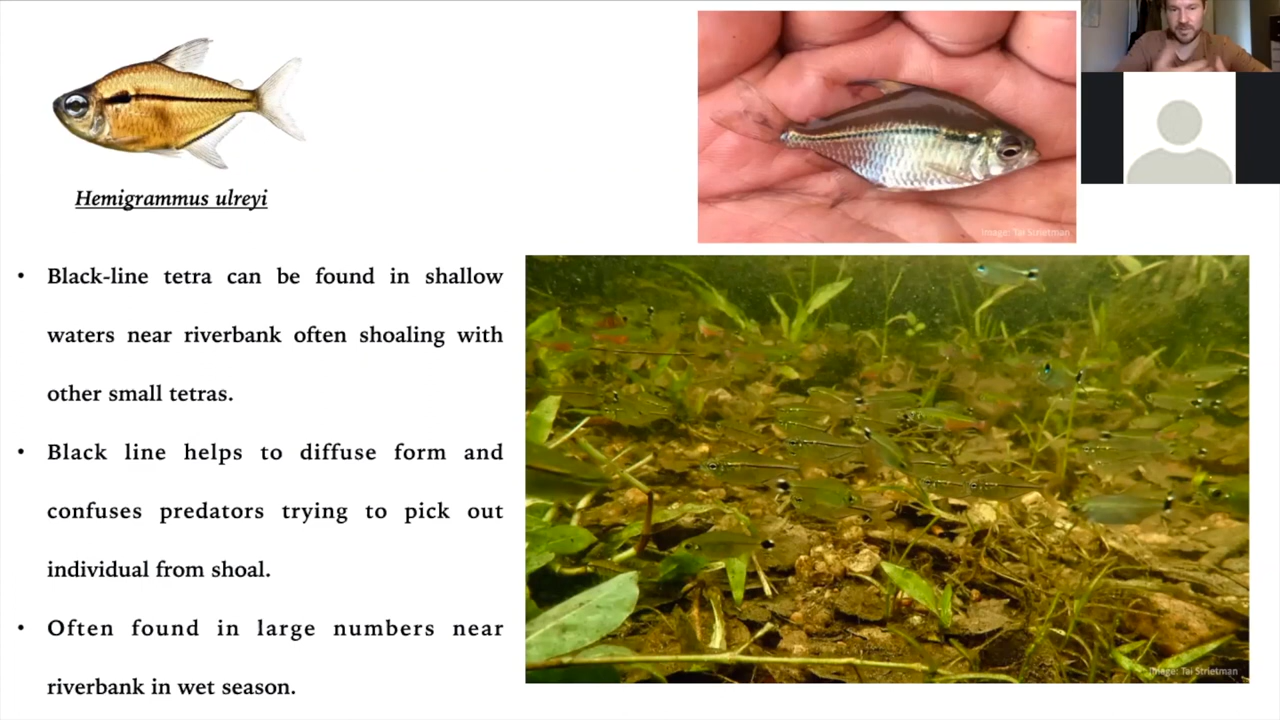 Hemigrammus ulreyi
• Black-line tetra can be found in shallow
waters near riverbank often shoaling with
other small tetras.
• Black line helps to diffuse form and
confuses predators trying to pick out
individual from shoal.
• Often found in large numbers near
riverbank in wet season.
Image: Tai Strietman
Image: Tai Strietman